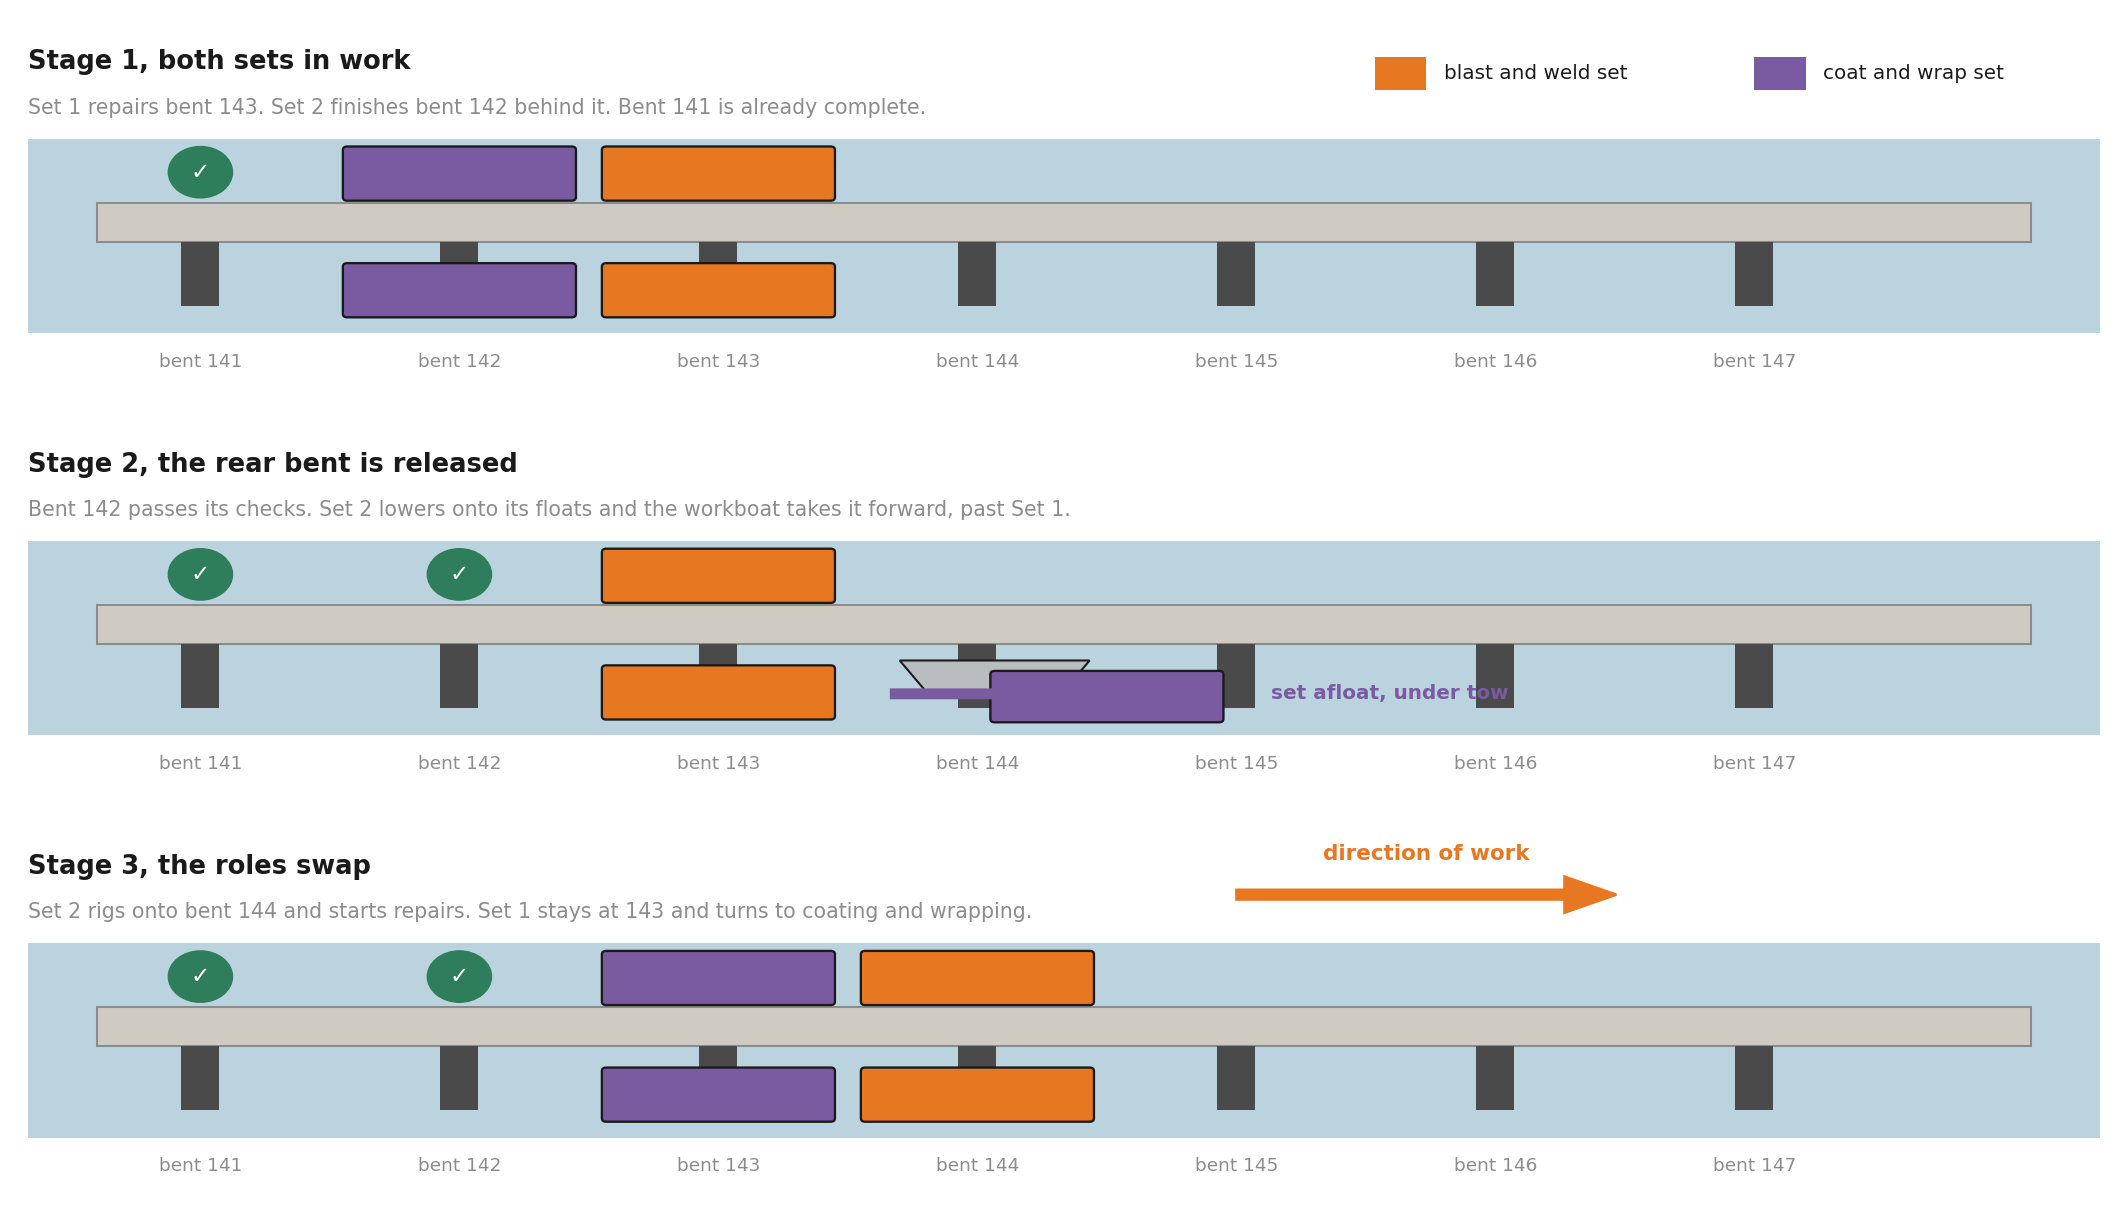 Stage 1, both sets in work
blast and weld set
coat and wrap set
Set 1 repairs bent 143. Set 2 finishes bent 142 behind it. Bent 141 is already complete.
✓
bent 141
bent 142
bent 143
bent 144
bent 145
bent 146
bent 147
Stage 2, the rear bent is released
Bent 142 passes its checks. Set 2 lowers onto its floats and the workboat takes it forward, past Set 1.
✓ ✓
set afloat, under tow
bent 141
bent 142
bent 143
bent 144
bent 145
bent 146
bent 147
direction of work
Stage 3, the roles swap
Set 2 rigs onto bent 144 and starts repairs. Set 1 stays at 143 and turns to coating and wrapping.
✓ ✓
bent 141
bent 142
bent 143
bent 144
bent 145
bent 146
bent 147